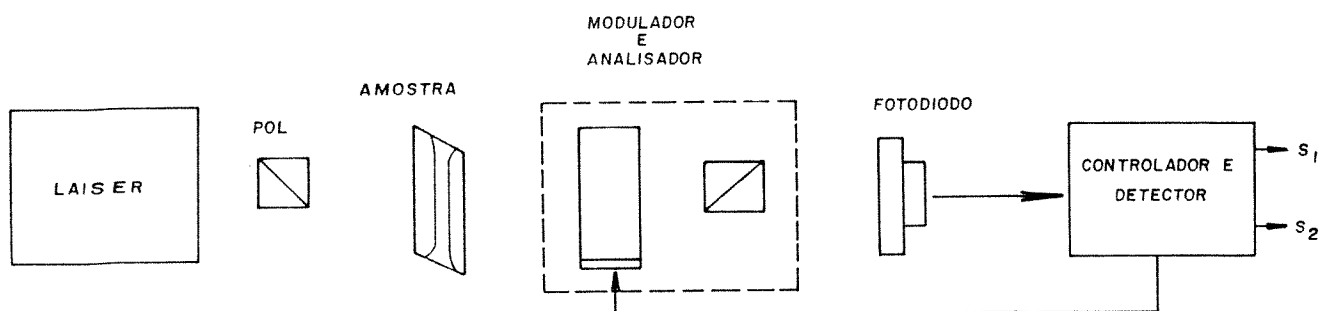 MODULADOR
E
ANALISADOR
AMOSTRA
POL
FOTODIODO
LAISER
CONTROLADOR E
DETECTOR
S1
S2